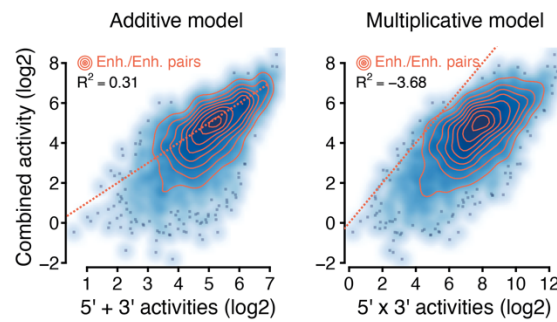 Additive model
Multiplicative model
Combined activity (log2)
8
6
4
2
0
−2
Enh./Enh. pairs
R² = 0.31
1 2 3 4 5 6 7
5' + 3' activities (log2)
8
6
4
2
0
−2
Enh./Enh. pairs
R² = −3.68
0 2 4 6 8 10 12
5' x 3' activities (log2)